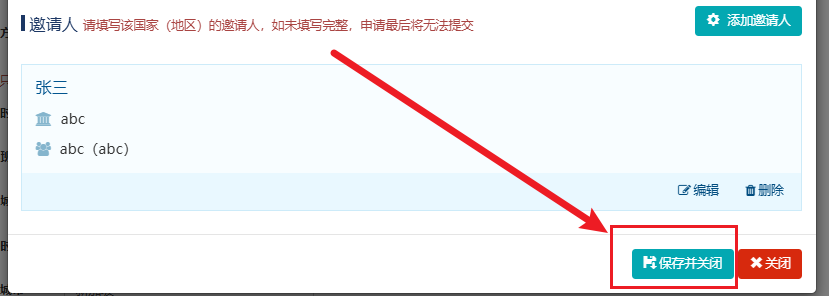 邀请人 请填写该国家（地区）的邀请人，如未填写完整，申请最后将无法提交
添加邀请人
张三
abc
abc（abc）
编辑 删除
保存并关闭 关闭